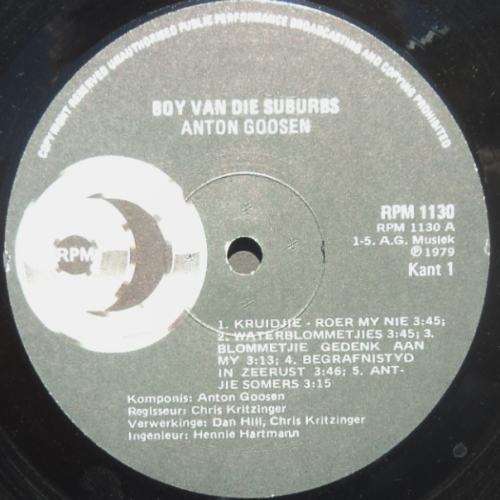 COPYRIGHT RESERVED UNAUTHORISED PUBLIC PERFORMANCE BROADCASTING AND COPYING PROHIBITED
BOY VAN DIE SUBURBS
ANTON GOOSEN
RPM
RPM 1130
RPM 1130 A
1-5. A.G. Musiek
℗ 1979
Kant 1
1. KRUIDJIE - ROER MY NIE 3:45;
2. WATERBLOMMETJIES 3:45; 3.
BLOMMETJIE GEDENK AAN
MY 3:13; 4. BEGRAFNISTYD
IN ZEERUST 3:46; 5. ANT-
JIE SOMERS 3:15
Komponis: Anton Goosen
Regisseur: Chris Kritzinger
Verwerkinge: Dan Hill, Chris Kritzinger
Ingenieur: Hennie Hartmann